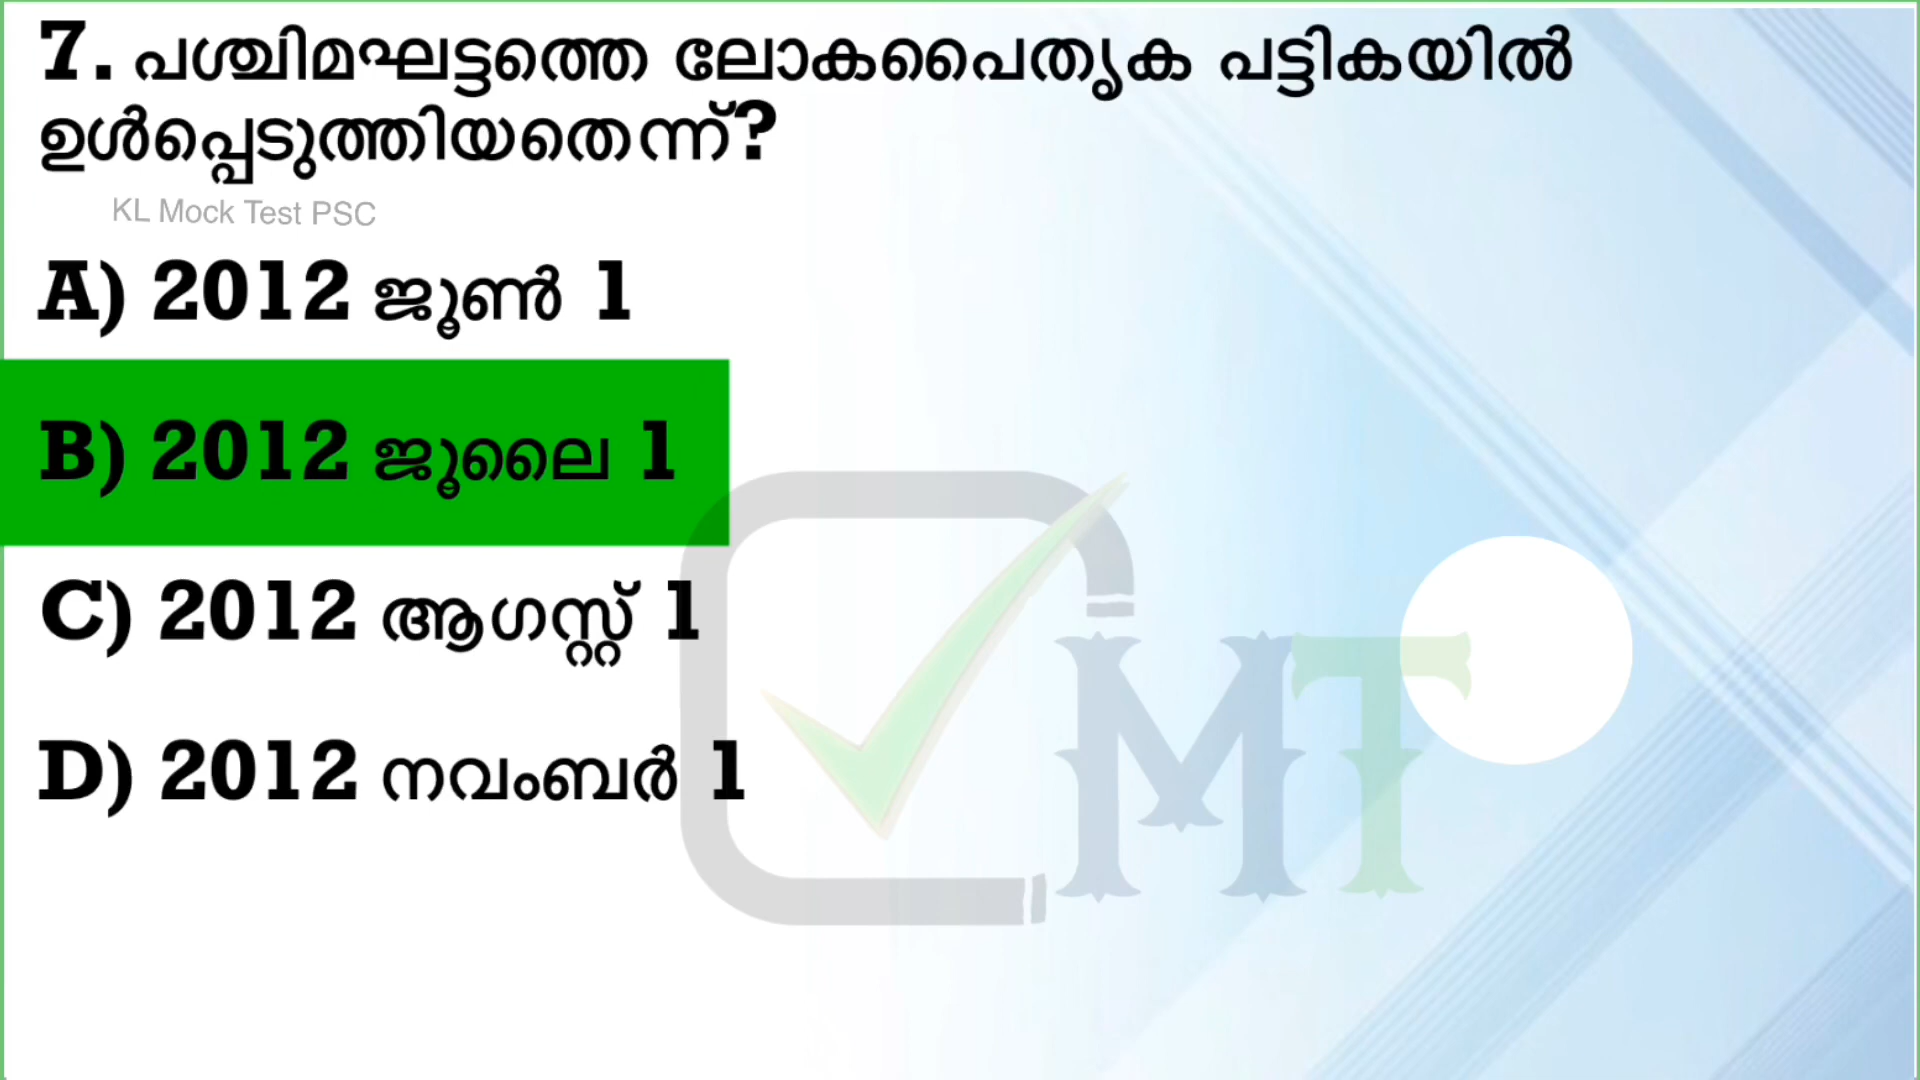 7. പശ്ചിമഘട്ടത്തെ ലോകപൈതൃക പട്ടികയിൽ
ഉൾപ്പെടുത്തിയതെന്ന്?
KL Mock Test PSC
A) 2012 ജൂൺ 1
B) 2012 ജൂലൈ 1
C) 2012 ആഗസ്റ്റ് 1
D) 2012 നവംബർ 1
MT